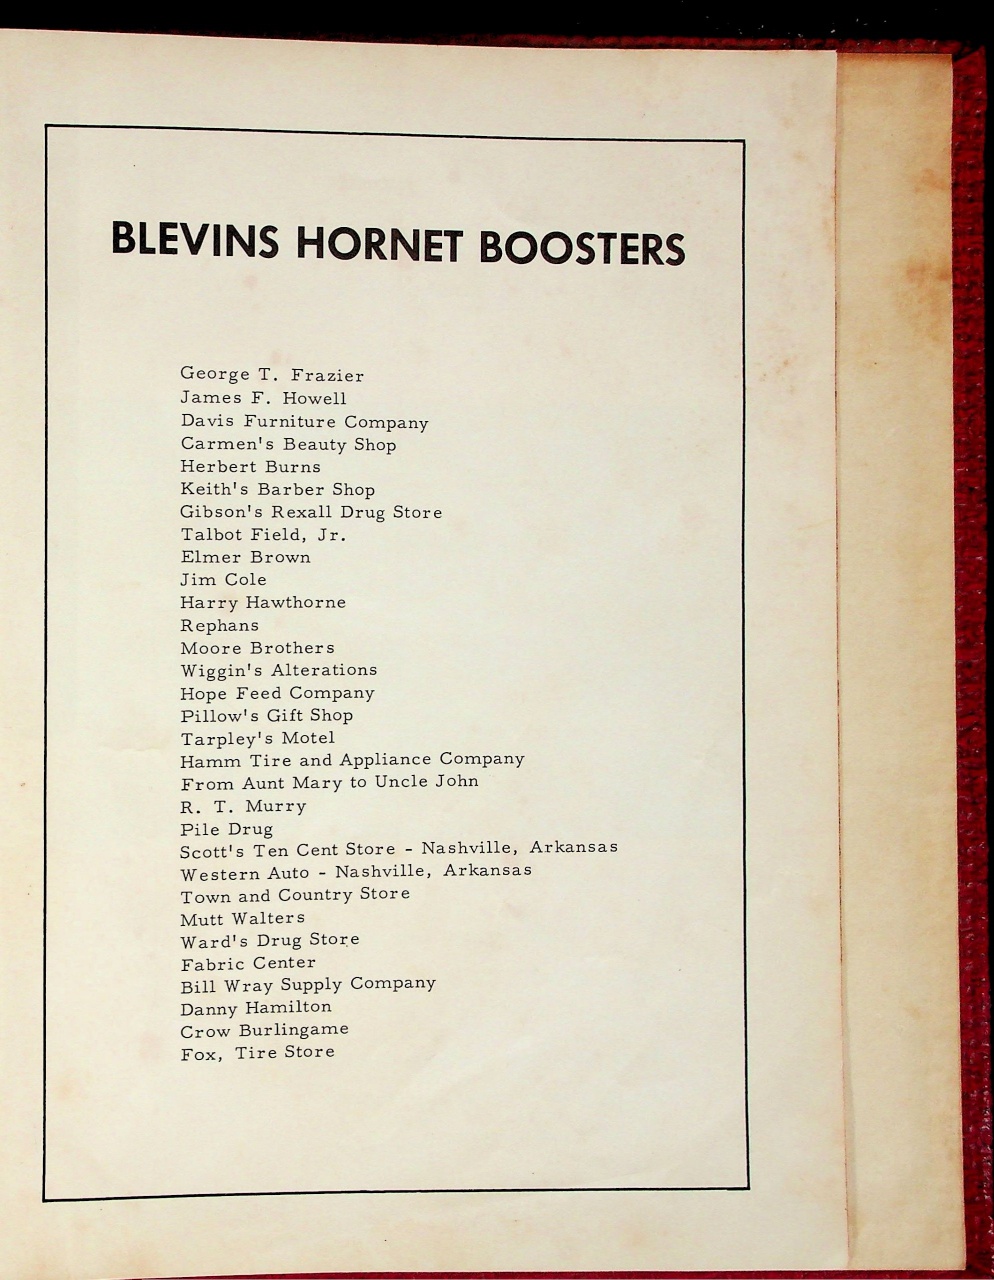 BLEVINS HORNET BOOSTERS
George T. Frazier
James F. Howell
Davis Furniture Company
Carmen's Beauty Shop
Herbert Burns
Keith's Barber Shop
Gibson's Rexall Drug Store
Talbot Field, Jr.
Elmer Brown
Jim Cole
Harry Hawthorne
Rephans
Moore Brothers
Wiggin's Alterations
Hope Feed Company
Pillow's Gift Shop
Tarpley's Motel
Hamm Tire and Appliance Company
From Aunt Mary to Uncle John
R. T. Murry
Pile Drug
Scott's Ten Cent Store - Nashville, Arkansas
Western Auto - Nashville, Arkansas
Town and Country Store
Mutt Walters
Ward's Drug Store
Fabric Center
Bill Wray Supply Company
Danny Hamilton
Crow Burlingame
Fox, Tire Store